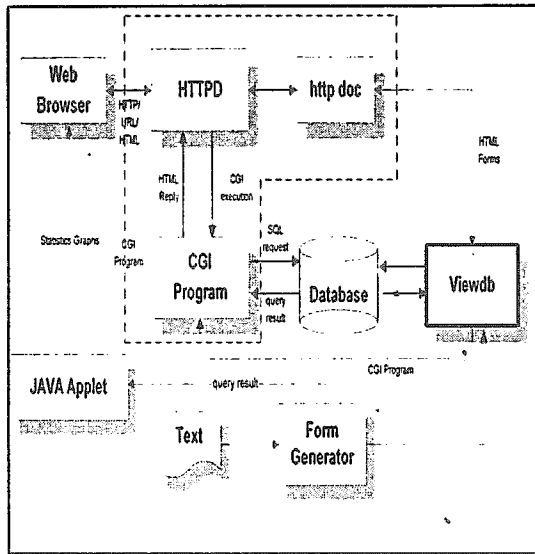 Web
Browser
HTTPD
http doc
HTTP/
URL/
HTML
HTML
Reply
CGI
execution
HTML
Forms
Statistics Graphs
CGI
Program
CGI
Program
SQL
request
query
result
Database
Viewdb
JAVA Applet
query result
CGI Program
Text
Form
Generator